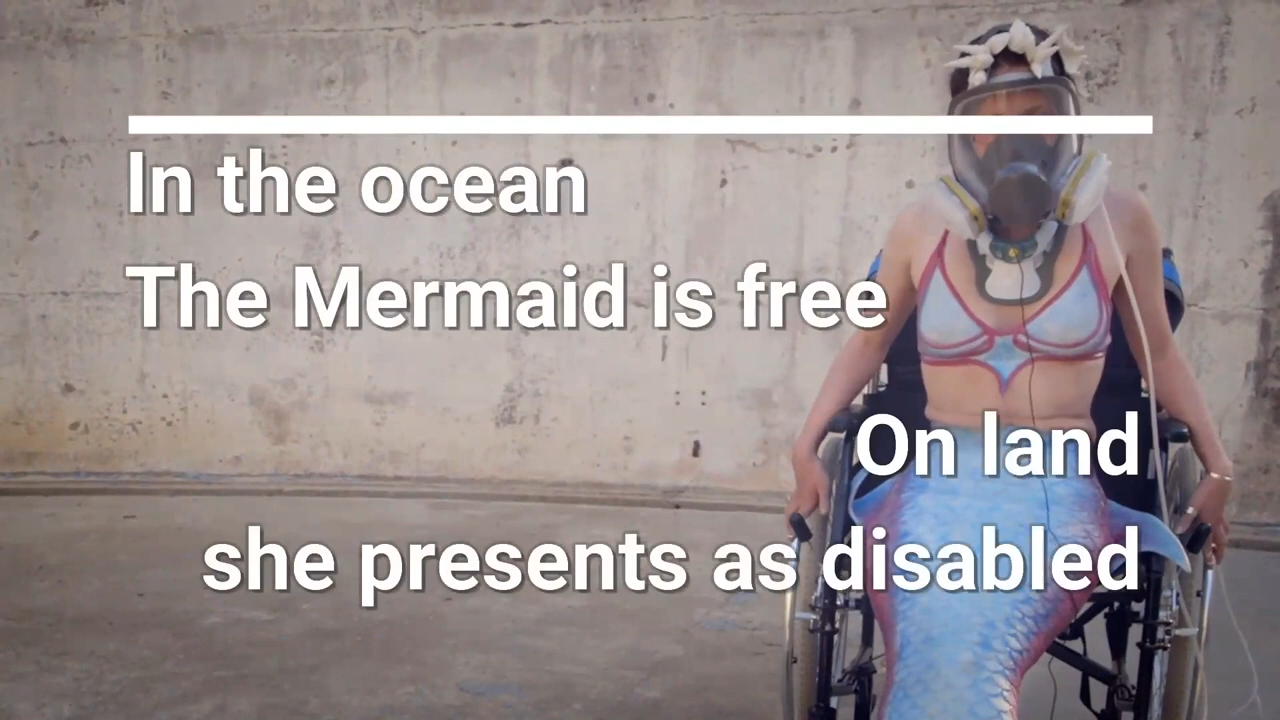 In the ocean
The Mermaid is free
On land
she presents as disabled